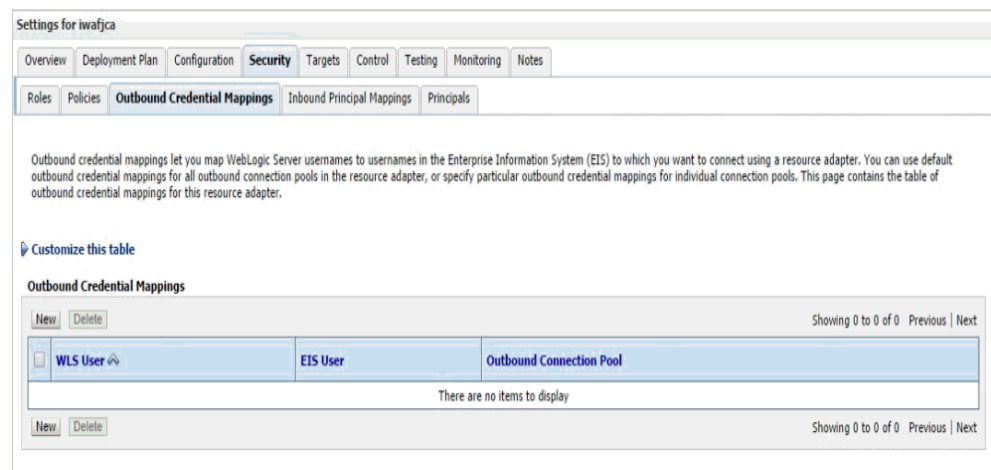 Settings for iwafjca
Overview Deployment Plan Configuration Security Targets Control Testing Monitoring Notes
Roles Policies Outbound Credential Mappings Inbound Principal Mappings Principals
Outbound credential mappings let you map WebLogic Server usernames to usernames in the Enterprise Information System (EIS) to which you want to connect using a resource adapter. You can use default
outbound credential mappings for all outbound connection pools in the resource adapter, or specify particular outbound credential mappings for individual connection pools. This page contains the table of
outbound credential mappings for this resource adapter.
Customize this table
Outbound Credential Mappings
New Delete Showing 0 to 0 of 0 Previous | Next
WLS User EIS User Outbound Connection Pool
There are no items to display
New Delete Showing 0 to 0 of 0 Previous | Next